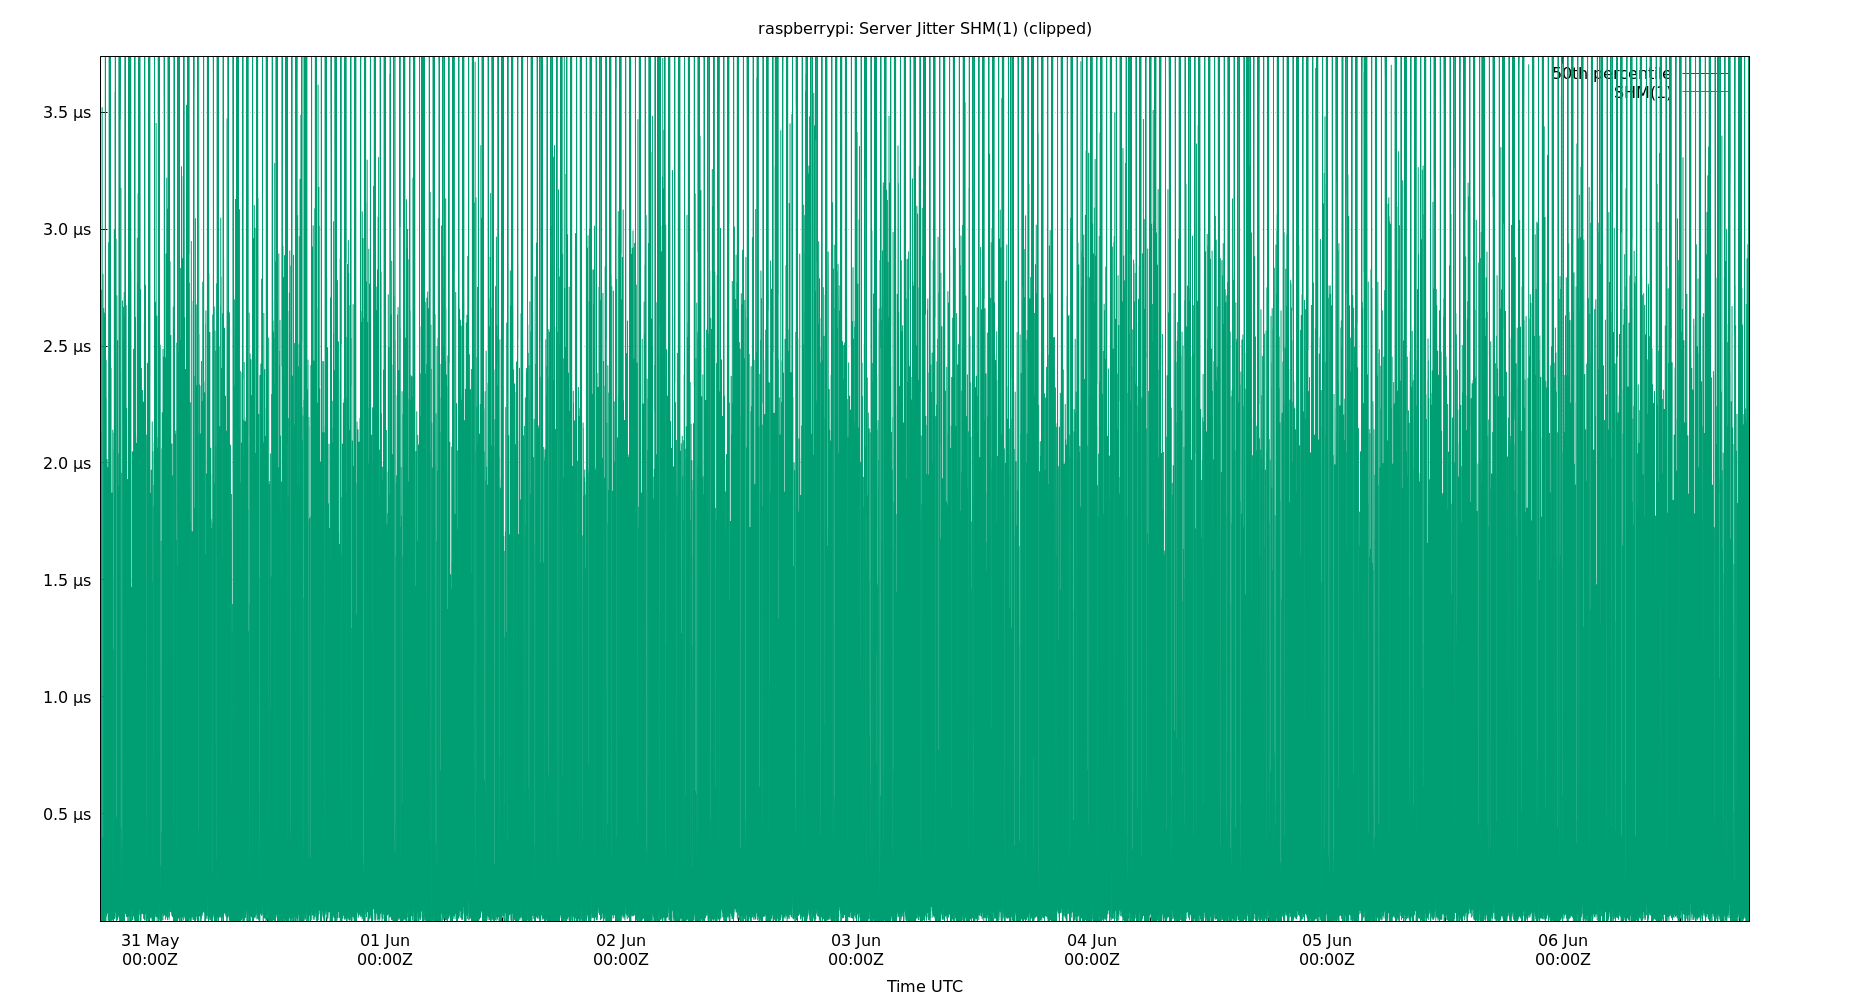 raspberrypi: Server Jitter SHM(1) (clipped)
50th percentile
SHM(1)
3.5 µs
3.0 µs
2.5 µs
2.0 µs
1.5 µs
1.0 µs
0.5 µs
31 May 01 Jun 02 Jun 03 Jun 04 Jun 05 Jun 06 Jun
00:00Z 00:00Z 00:00Z 00:00Z 00:00Z 00:00Z 00:00Z
Time UTC